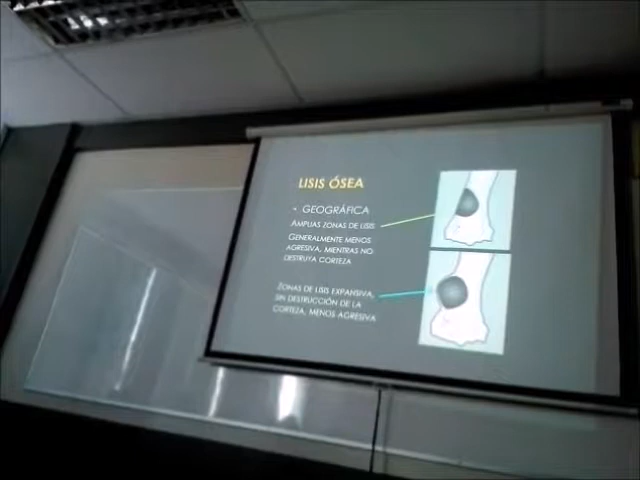 LISIS ÓSEA
• GEOGRÁFICA
AMPLIAS ZONAS DE LISIS
GENERALMENTE MENOS
AGRESIVA, MIENTRAS NO
DESTRUYA CORTEZA
ZONAS DE LISIS EXPANSIVA,
SIN DESTRUCCIÓN DE LA
CORTEZA, MENOS AGRESIVA